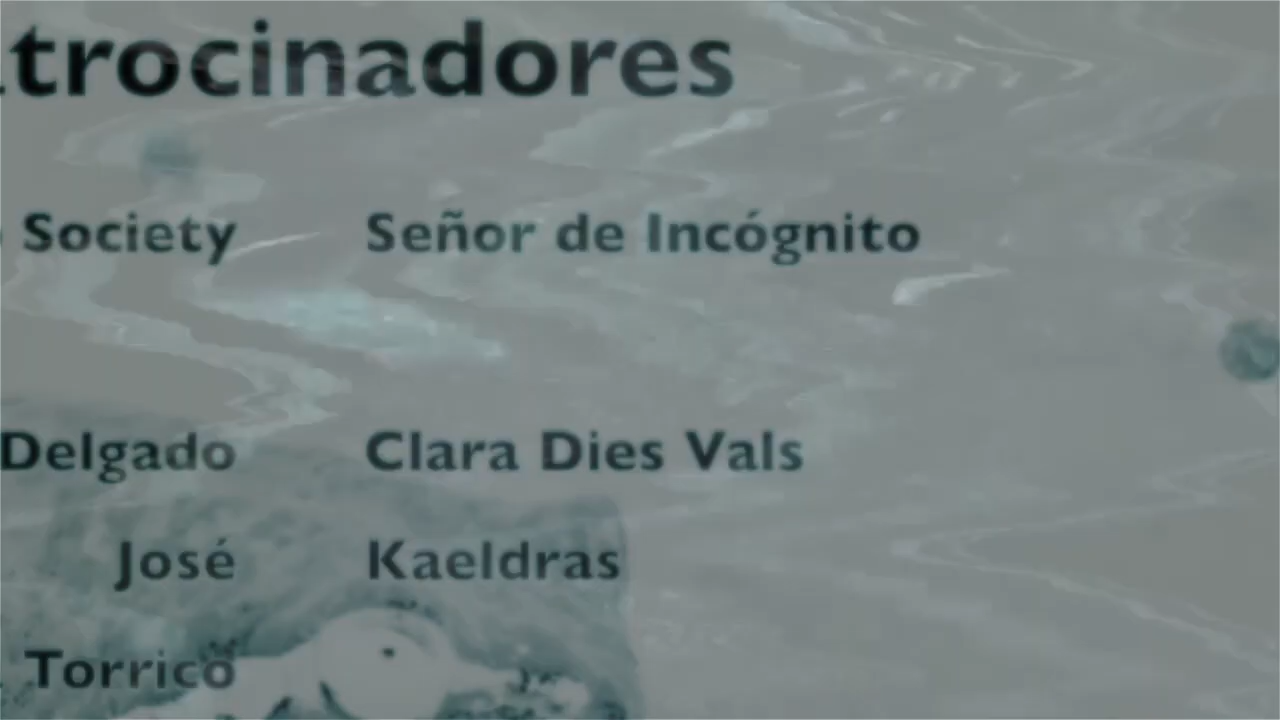 trocinadores
Society Señor de Incógnito
Delgado Clara Dies Vals
José Kaeldras
Torrico